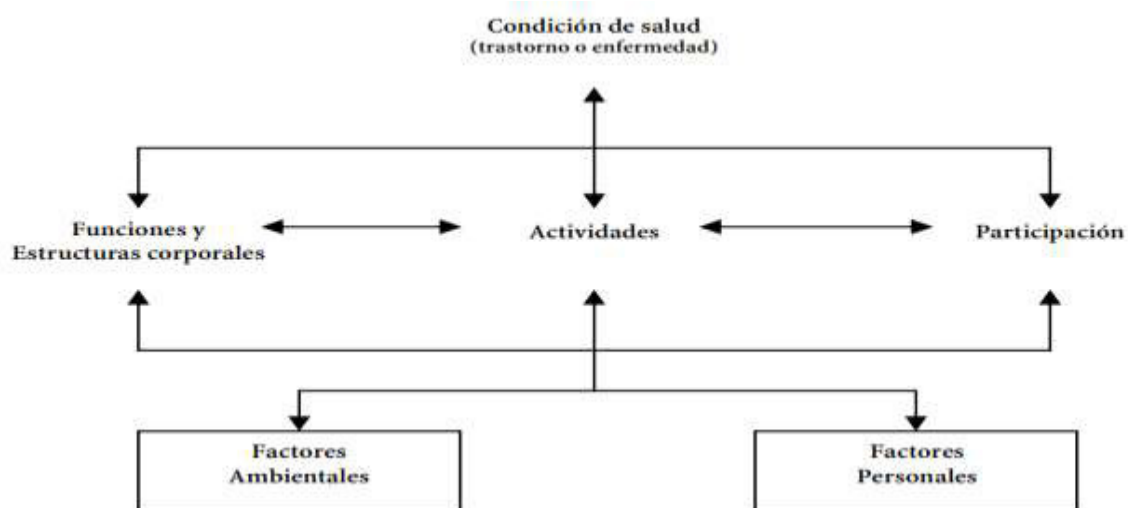 Condición de salud
(trastorno o enfermedad)
Funciones y
Estructuras corporales
Actividades
Participación
Factores
Ambientales
Factores
Personales